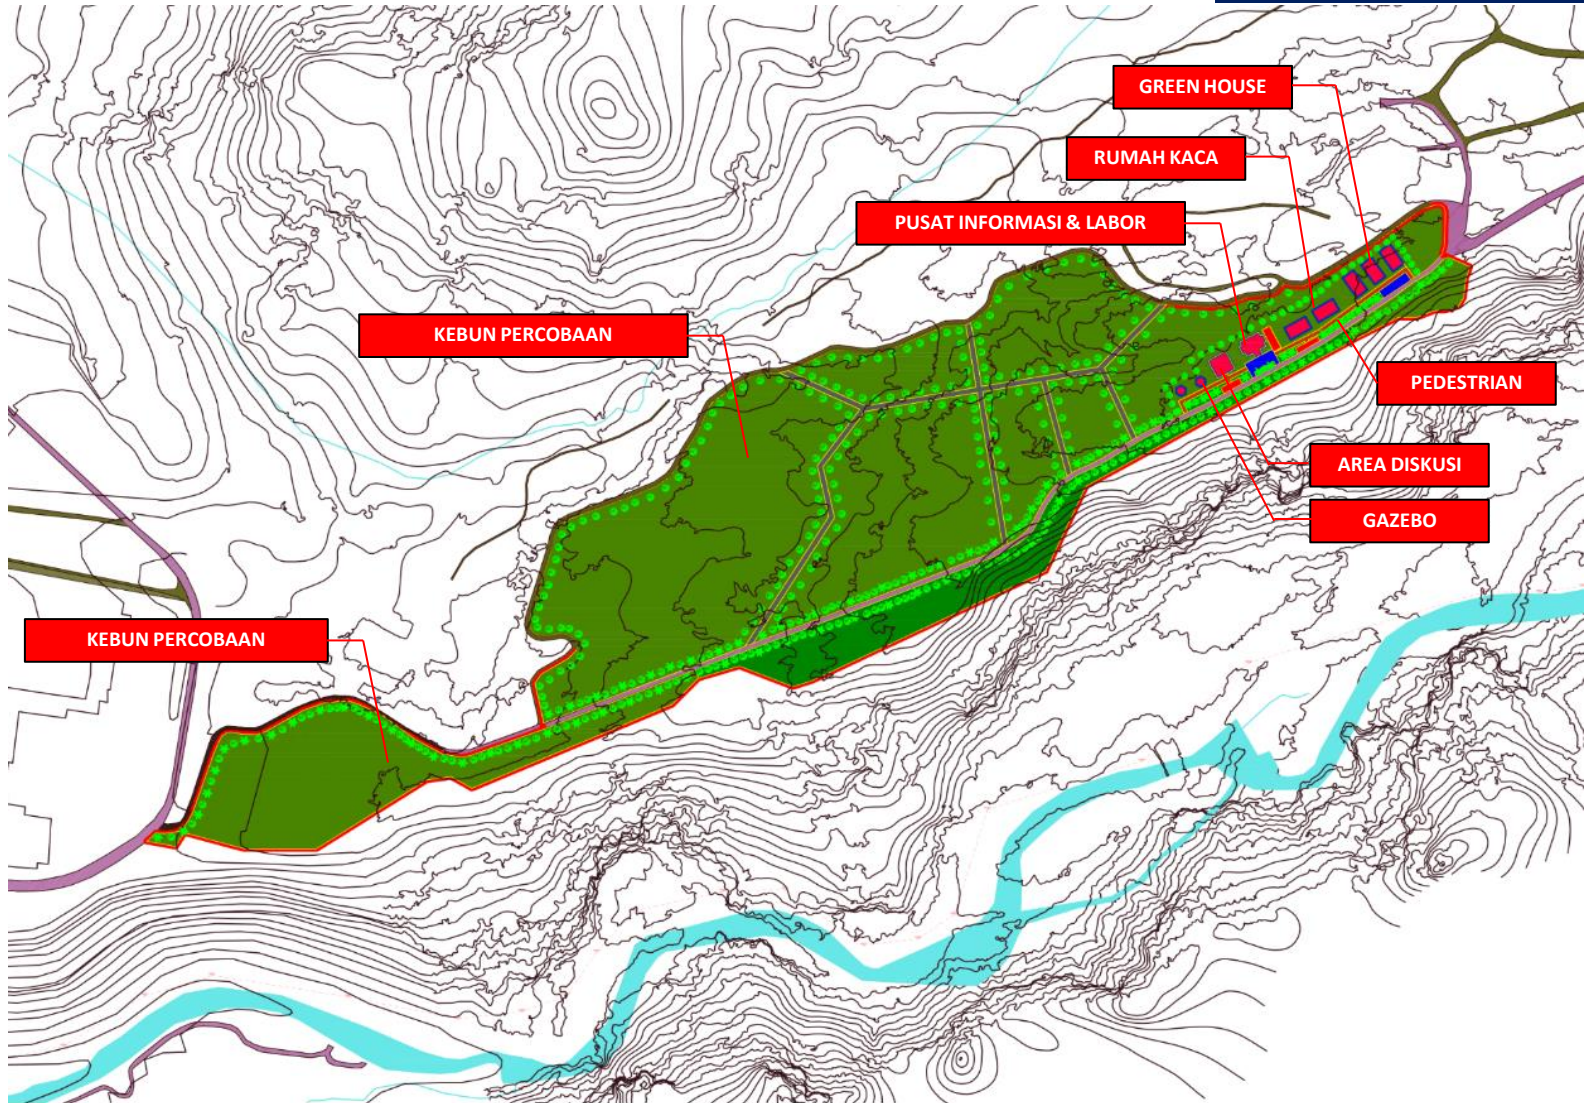 GREEN HOUSE
RUMAH KACA
PUSAT INFORMASI & LABOR
KEBUN PERCOBAAN
PEDESTRIAN
AREA DISKUSI
GAZEBO
KEBUN PERCOBAAN